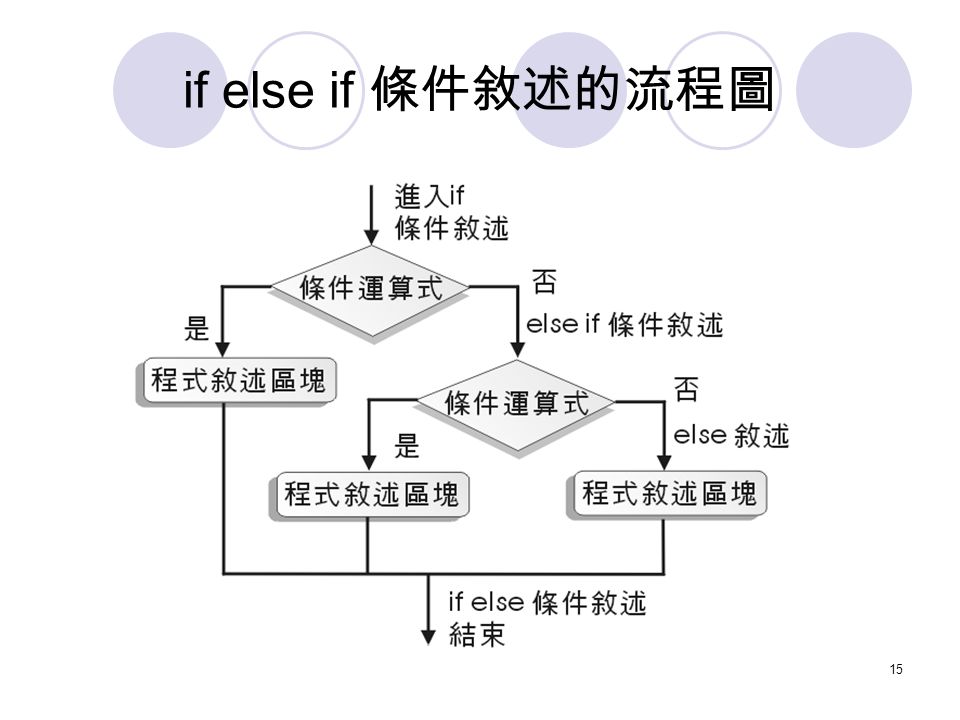 if else if 條件敘述的流程圖
進入if
條件敘述
條件運算式
否
else if 條件敘述
是
程式敘述區塊
條件運算式
否
else 敘述
是
程式敘述區塊
程式敘述區塊
if else 條件敘述
結束
15